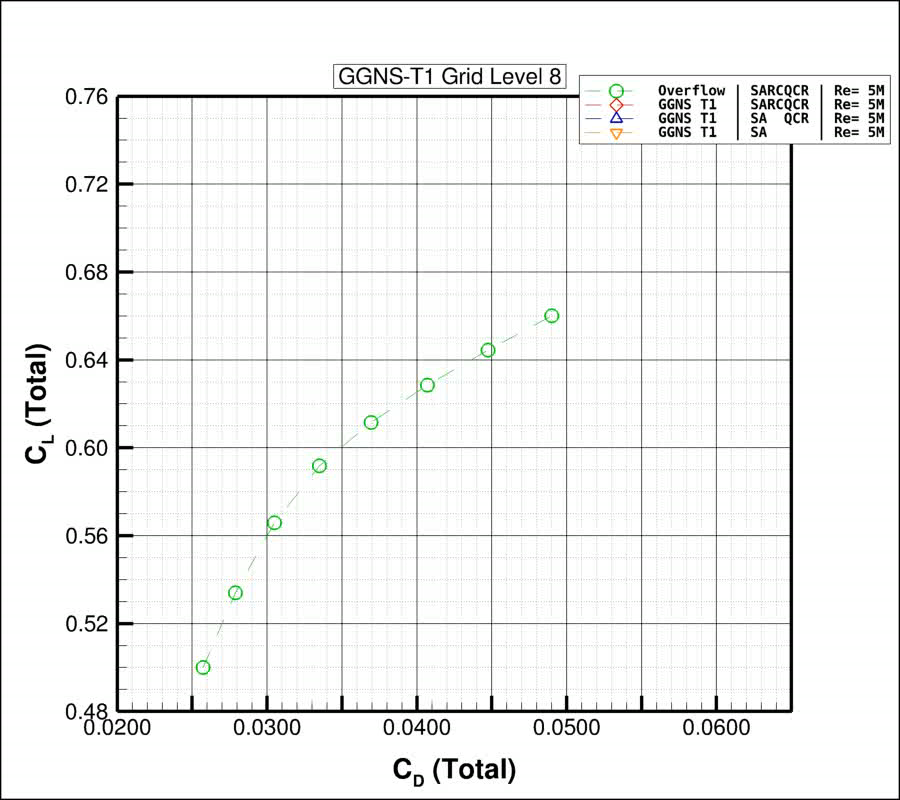 GGNS-T1 Grid Level 8
Overflow | SARCQCR | Re= 5M
GGNS T1 | SARCQCR | Re= 5M
GGNS T1 | SA QCR | Re= 5M
GGNS T1 | SA | Re= 5M
0.76
0.72
0.68
0.64
0.60
0.56
0.52
0.48
CL (Total)
0.0200 0.0300 0.0400 0.0500 0.0600
CD (Total)